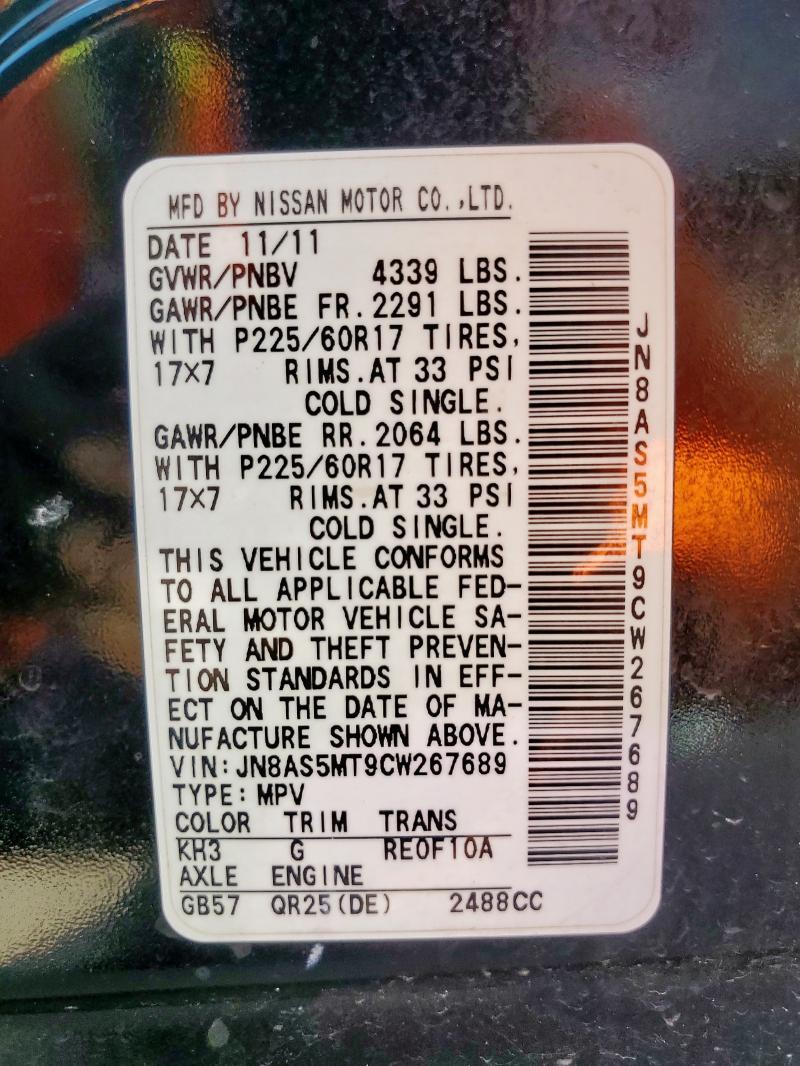 MFD BY NISSAN MOTOR CO.,LTD.
DATE 11/11
GVWR/PNBV 4339 LBS.
GAWR/PNBE FR.2291 LBS.
WITH P225/60R17 TIRES,
17×7 RIMS.AT 33 PSI
COLD SINGLE.
GAWR/PNBE RR.2064 LBS.
WITH P225/60R17 TIRES,
17×7 RIMS.AT 33 PSI
COLD SINGLE.
THIS VEHICLE CONFORMS
TO ALL APPLICABLE FED-
ERAL MOTOR VEHICLE SA-
FETY AND THEFT PREVEN-
TION STANDARDS IN EFF-
ECT ON THE DATE OF MA-
NUFACTURE SHOWN ABOVE.
VIN:JN8AS5MT9CW267689
TYPE:MPV
COLOR TRIM TRANS
KH3 G RE0F10A
AXLE ENGINE
GB57 QR25(DE) 2488CC
JN8AS5MT9CW267689